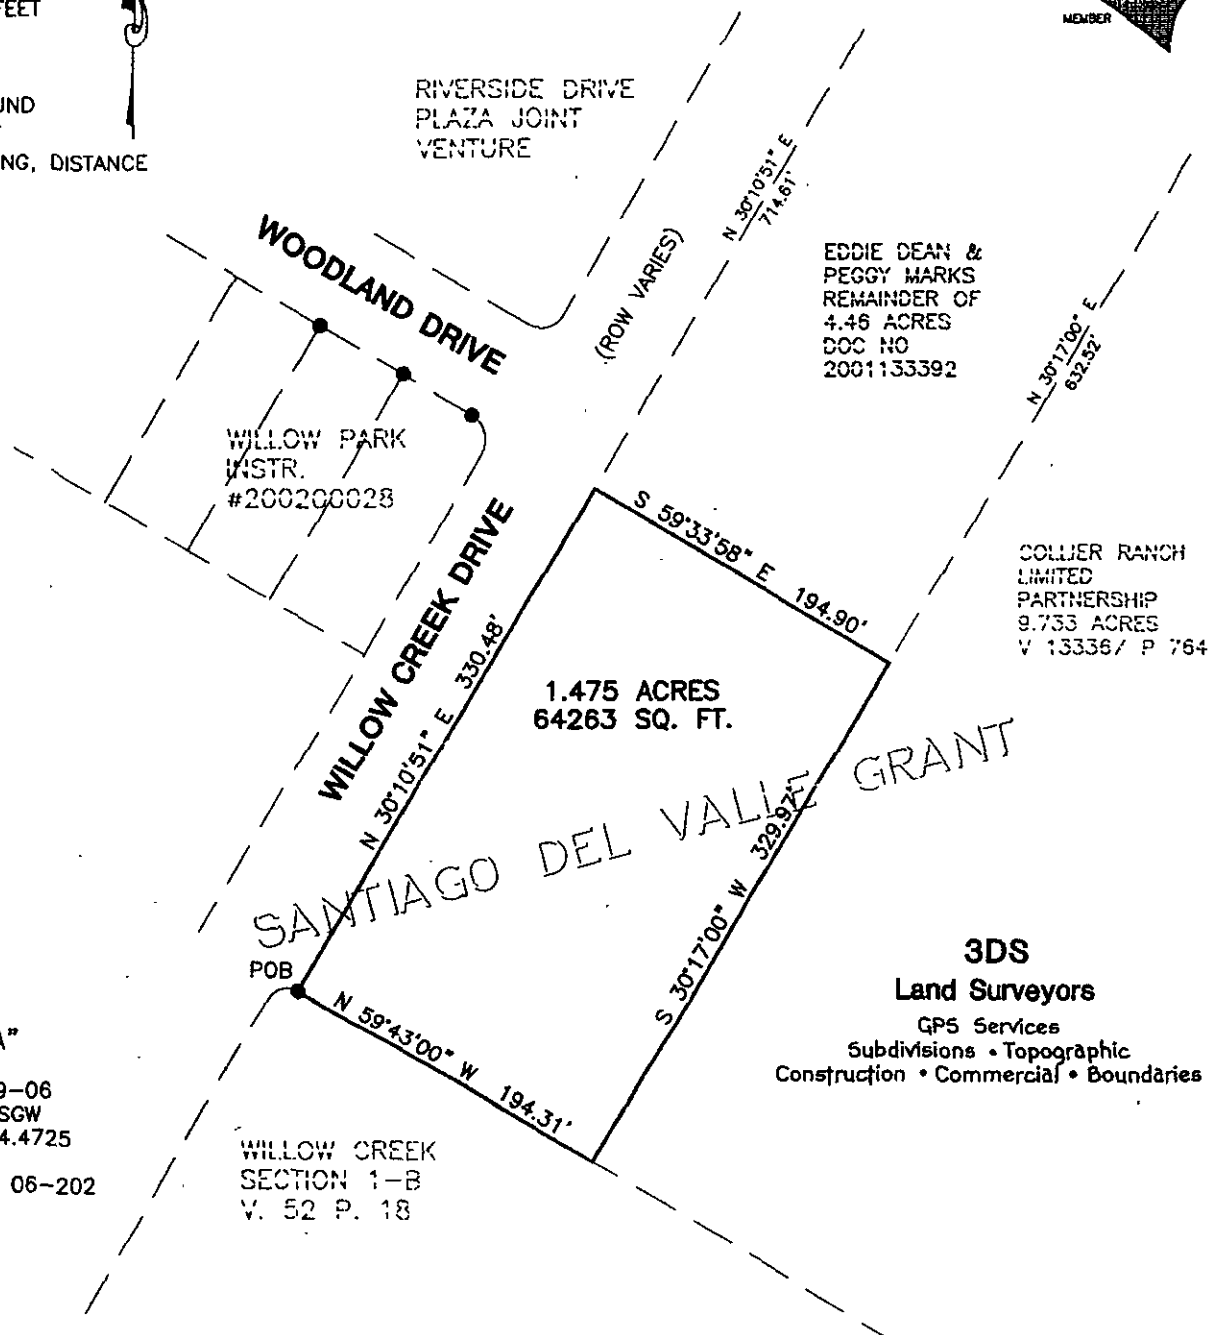 FEET
MEMBER
RIVERSIDE DRIVE
PLAZA JOINT
VENTURE
NG, DISTANCE
N 30°10'51" E
714.61'
WOODLAND DRIVE
(ROW VARIES)
EDDIE DEAN &
PEGGY MARKS
REMAINDER OF
4.46 ACRES
DOC NO
2001133392
N 30°17'00" E
632.52'
WILLOW PARK
INSTR.
#200200028
WILLOW CREEK DRIVE
S 59°33'58" E 194.90'
COLLIER RANCH
LIMITED
PARTNERSHIP
9.733 ACRES
V 13336/ P 764
N 30°10'51" E 330.48'
1.475 ACRES
64263 SQ. FT.
SANTIAGO DEL VALLE GRANT
S 30°17'00" W 329.97'
POB
N 59°43'00" W 194.31'
3DS
Land Surveyors
GPS Services
Subdivisions • Topographic
Construction • Commercial • Boundaries
A"
9-06
SGW
4.4725
06-202
WILLOW CREEK
SECTION 1-B
V. 52 P. 18